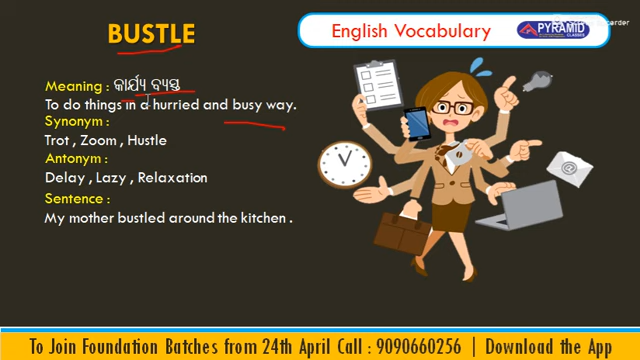 BUSTLE
English Vocabulary
PYRAMID
CLASSES
Meaning : କାର୍ଯ୍ୟ ବ୍ୟସ୍ତ
To do things in a hurried and busy way.
Synonym :
Trot , Zoom , Hustle
Antonym :
Delay , Lazy , Relaxation
Sentence :
My mother bustled around the kitchen .
To Join Foundation Batches from 24th April Call : 9090660256 | Download the App